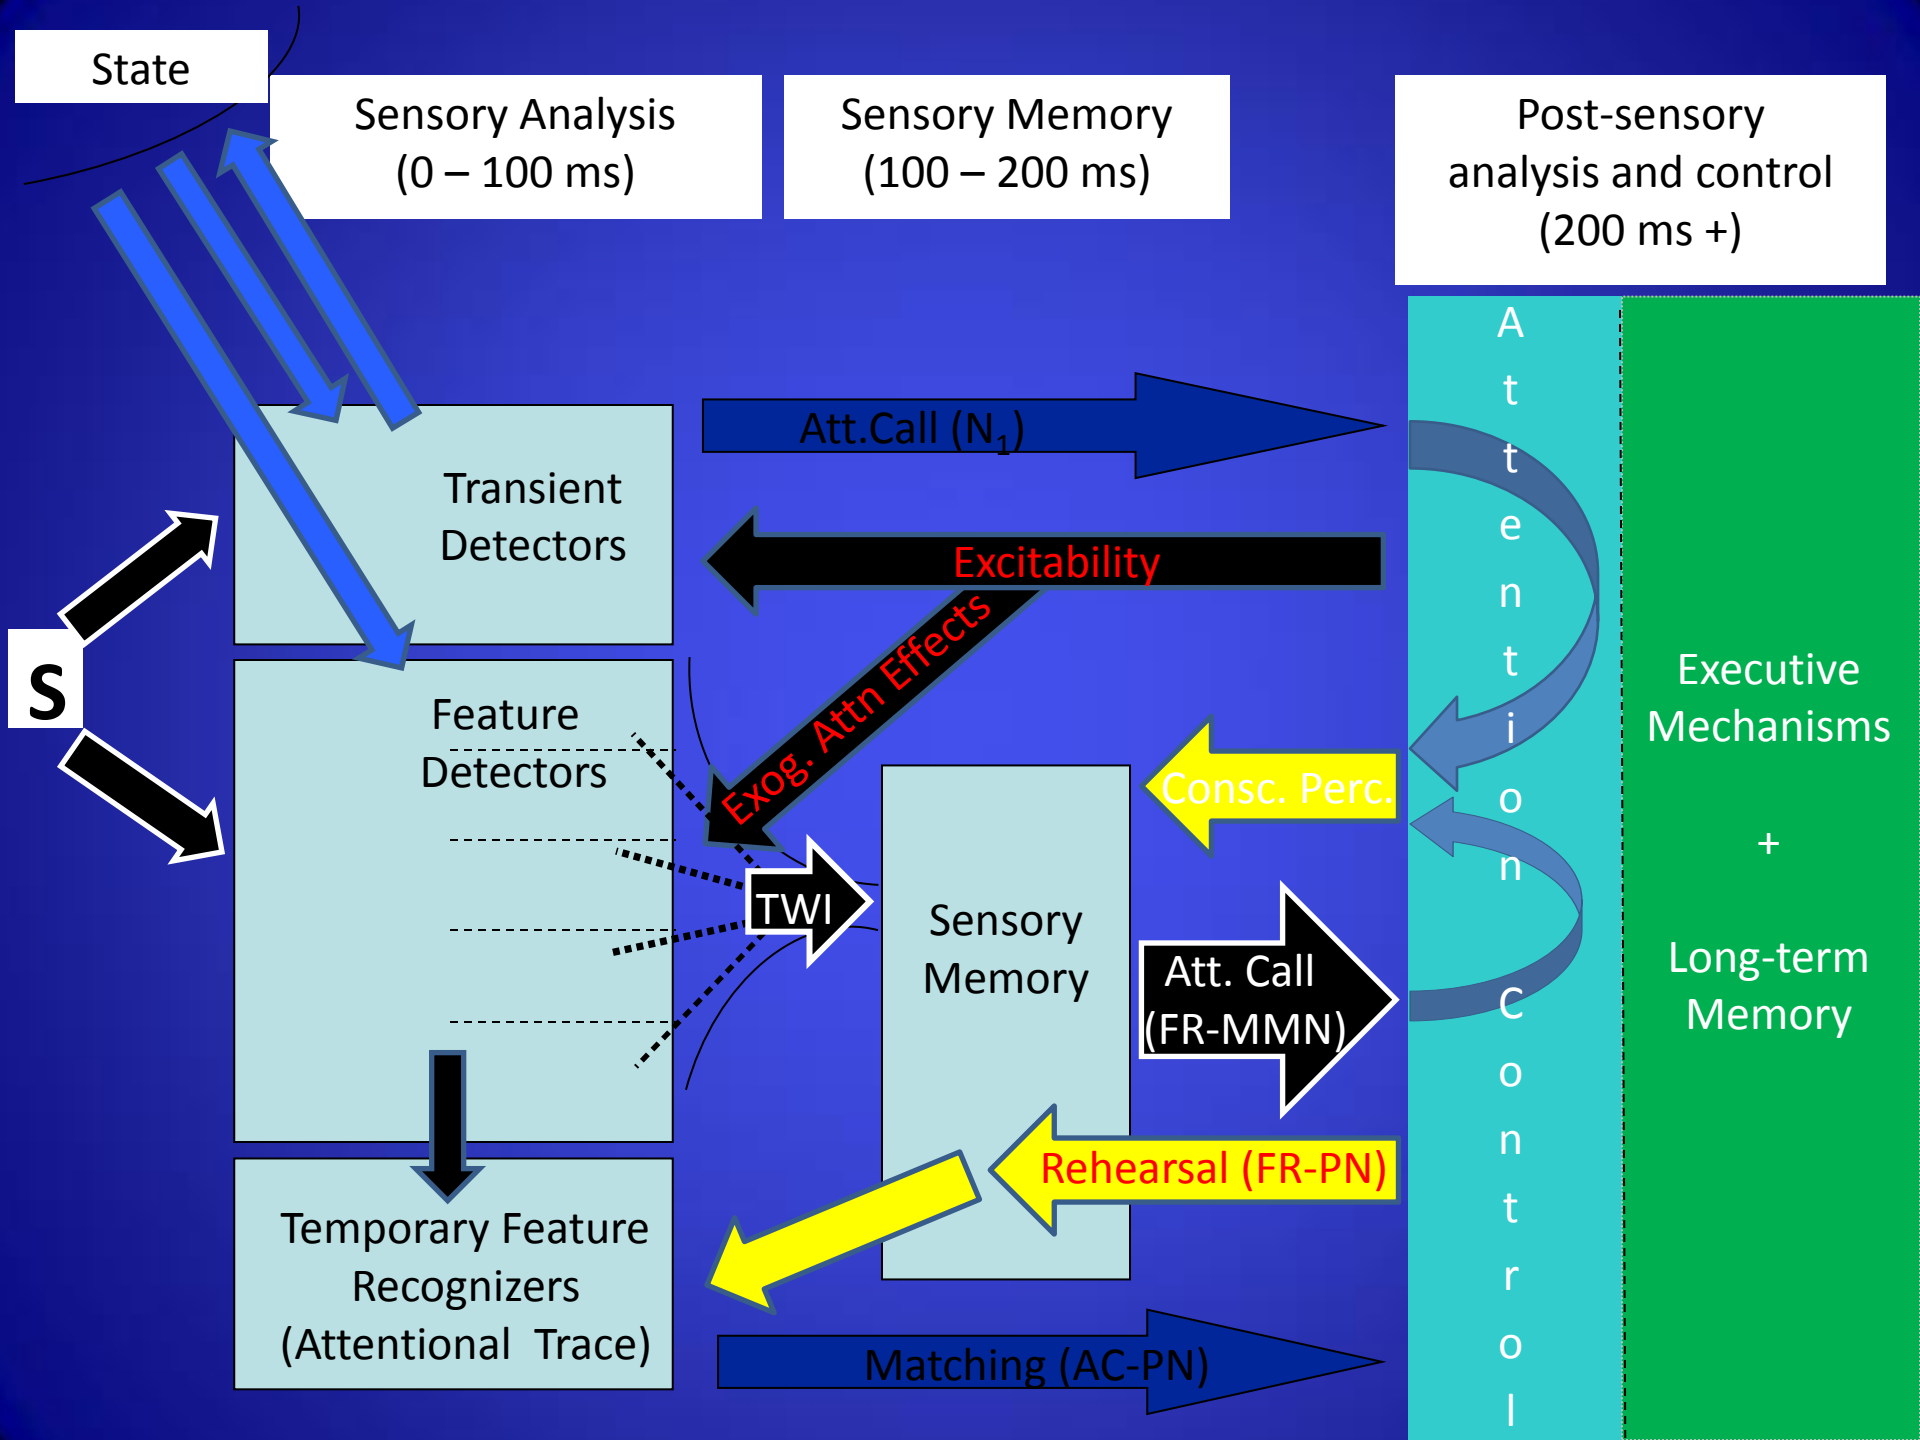 State
Sensory Analysis
(0 – 100 ms)
Sensory Memory
(100 – 200 ms)
Post-sensory
analysis and control
(200 ms +)
Att.Call (N₁)
Transient
Detectors
Excitability
Exog. Attn Effects
S
Feature
Detectors
Consc. Perc.
TWI
Sensory
Memory
Att. Call
(FR-MMN)
Rehearsal (FR-PN)
Temporary Feature
Recognizers
(Attentional Trace)
Matching (AC-PN)
Attention Control
Executive
Mechanisms
+
Long-term
Memory